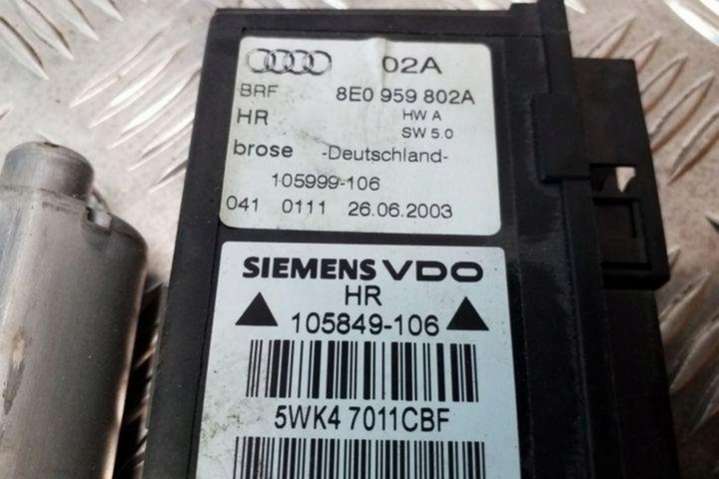 02A
BRF 8E0 959 802A
HR HW A
SW 5.0
brose -Deutschland-
105999-106
041 0111 26.06.2003
SIEMENS VDO
HR
105849-106
5WK4 7011CBF